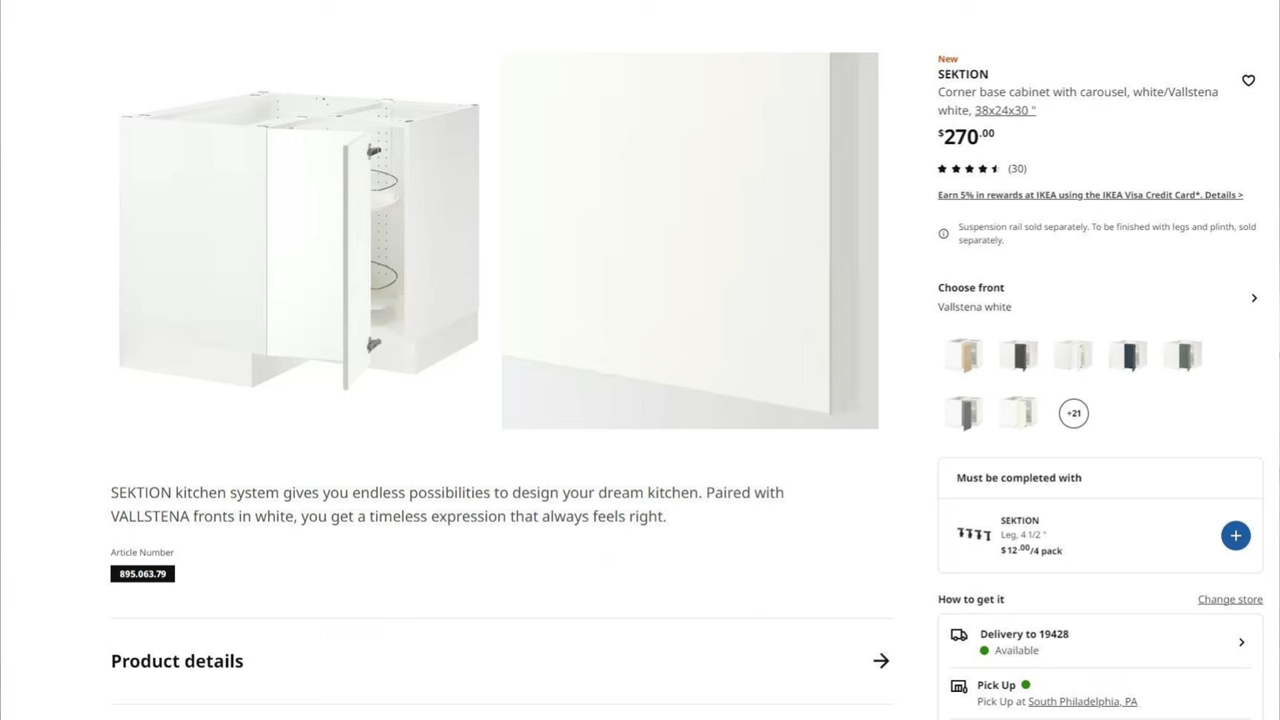 New
SEKTION
Corner base cabinet with carousel, white/Vallstena
white, 38x24x30 "
$270.00
(30)
Earn 5% in rewards at IKEA using the IKEA Visa Credit Card*. Details >
Suspension rail sold separately. To be finished with legs and plinth, sold
separately.
Choose front
Vallstena white
+21
Must be completed with
SEKTION
Leg, 4 1/2 "
$12.00/4 pack
How to get it
Change store
Delivery to 19428
Available
Pick Up
Pick Up at South Philadelphia, PA
SEKTION kitchen system gives you endless possibilities to design your dream kitchen. Paired with
VALLSTENA fronts in white, you get a timeless expression that always feels right.
Article Number
895.063.79
Product details